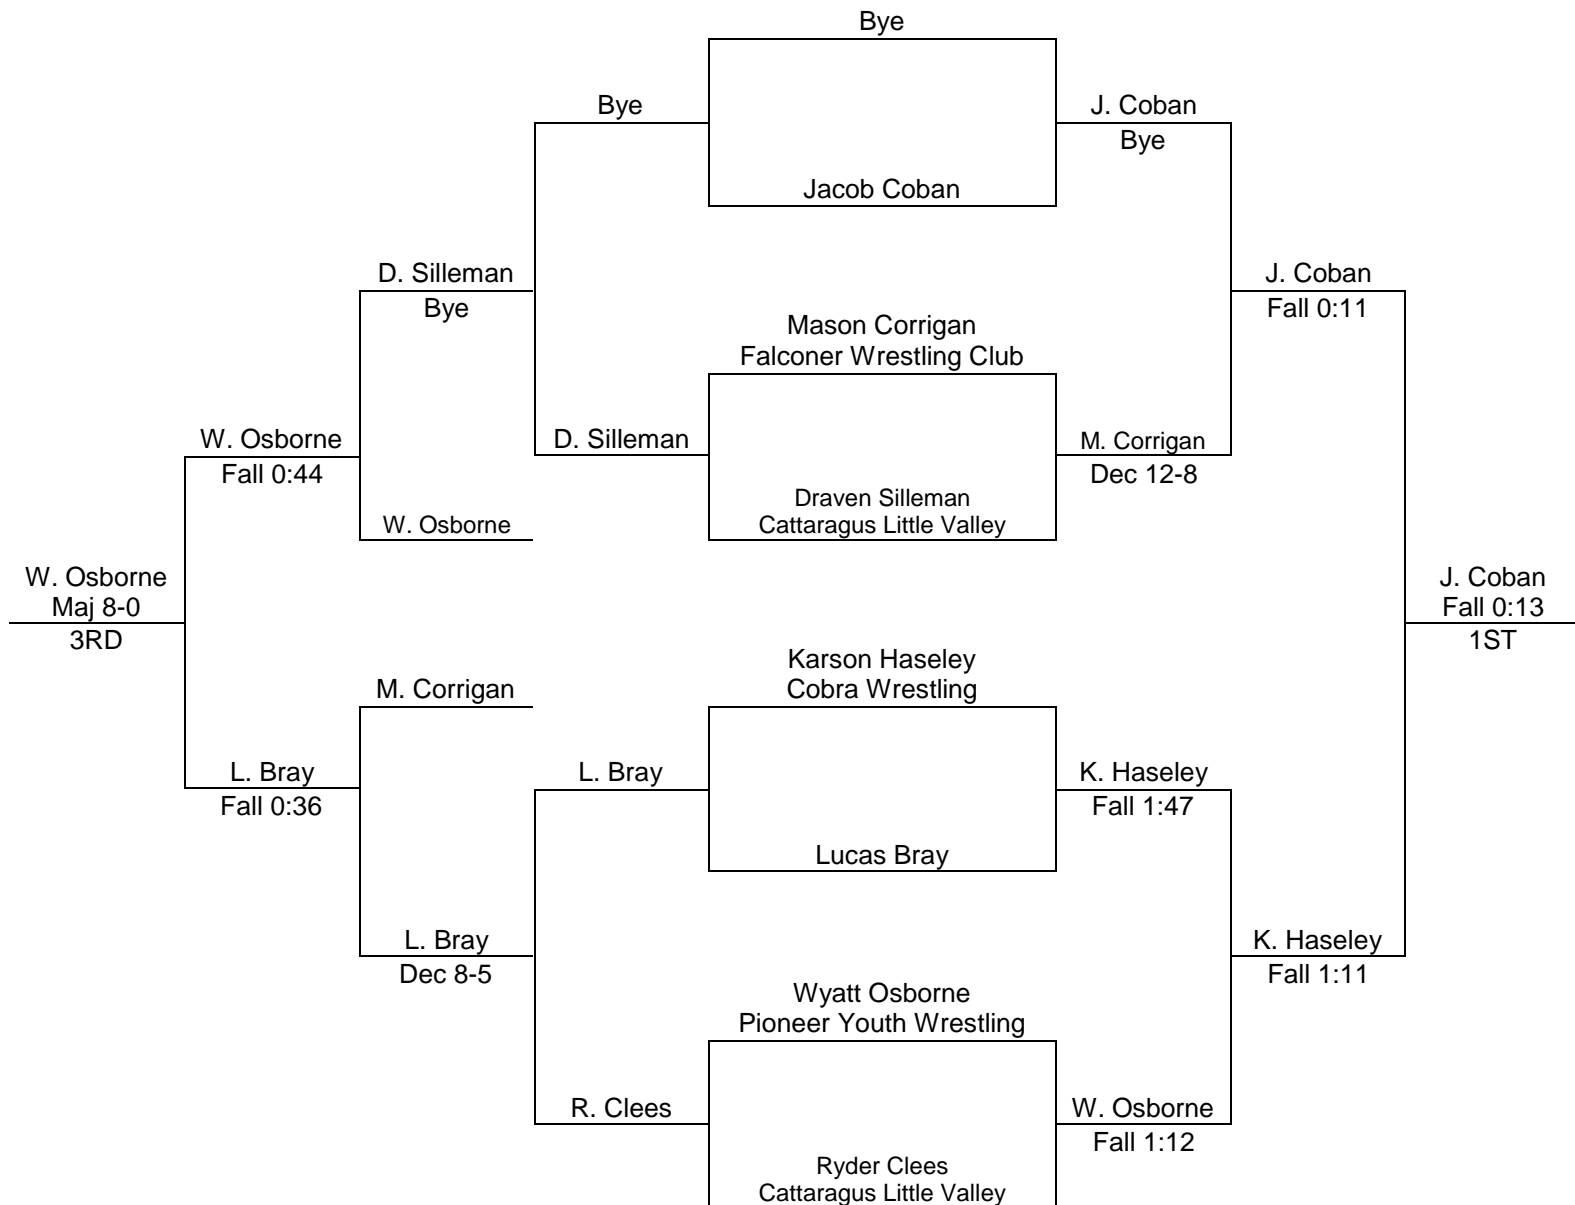 Bye
Bye
J. Coban
Bye
Jacob Coban
D. Silleman
Bye
J. Coban
Fall 0:11
Mason Corrigan
Falconer Wrestling Club
W. Osborne
Fall 0:44
D. Silleman
M. Corrigan
Dec 12-8
Draven Silleman
Cattaragus Little Valley
W. Osborne
W. Osborne
Maj 8-0
3RD
J. Coban
Fall 0:13
1ST
Karson Haseley
Cobra Wrestling
M. Corrigan
L. Bray
Fall 0:36
L. Bray
K. Haseley
Fall 1:47
Lucas Bray
L. Bray
Dec 8-5
K. Haseley
Fall 1:11
Wyatt Osborne
Pioneer Youth Wrestling
R. Clees
W. Osborne
Fall 1:12
Ryder Clees
Cattaragus Little Valley